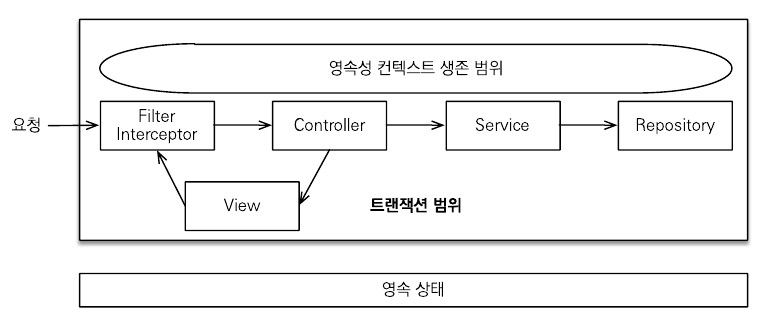 영속성 컨텍스트 생존 범위
요청
Filter
Interceptor
Controller
Service
Repository
View
트랜잭션 범위
영속 상태